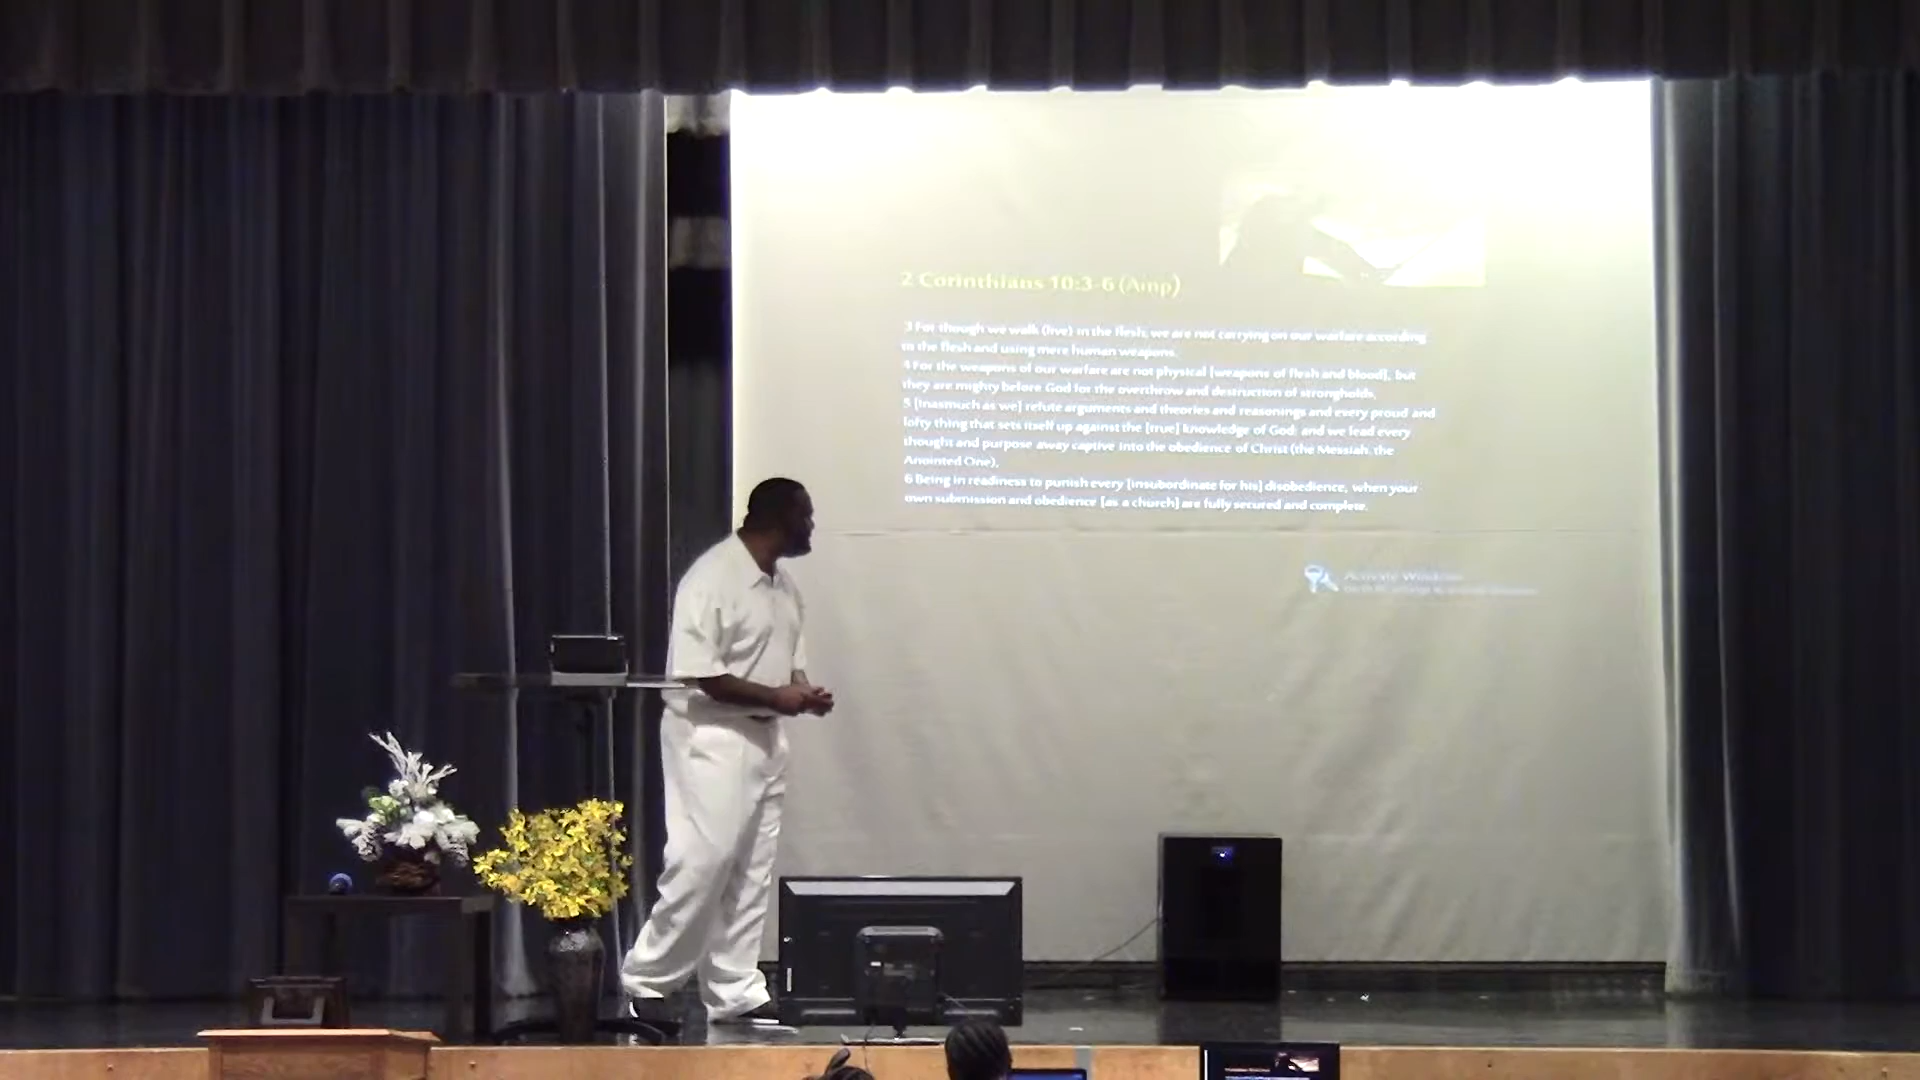 2 Corinthians 10:3-6 (Amp)
3 For though we walk (live) in the flesh, we are not carrying on our warfare according
to the flesh and using mere human weapons.
4 For the weapons of our warfare are not physical [weapons of flesh and blood], but
they are mighty before God for the overthrow and destruction of strongholds,
5 [Inasmuch as we] refute arguments and theories and reasonings and every proud and
lofty thing that sets itself up against the [true] knowledge of God; and we lead every
thought and purpose away captive into the obedience of Christ (the Messiah, the
Anointed One),
6 Being in readiness to punish every [insubordinate for his] disobedience, when your
own submission and obedience [as a church] are fully secured and complete.
Activate Windows